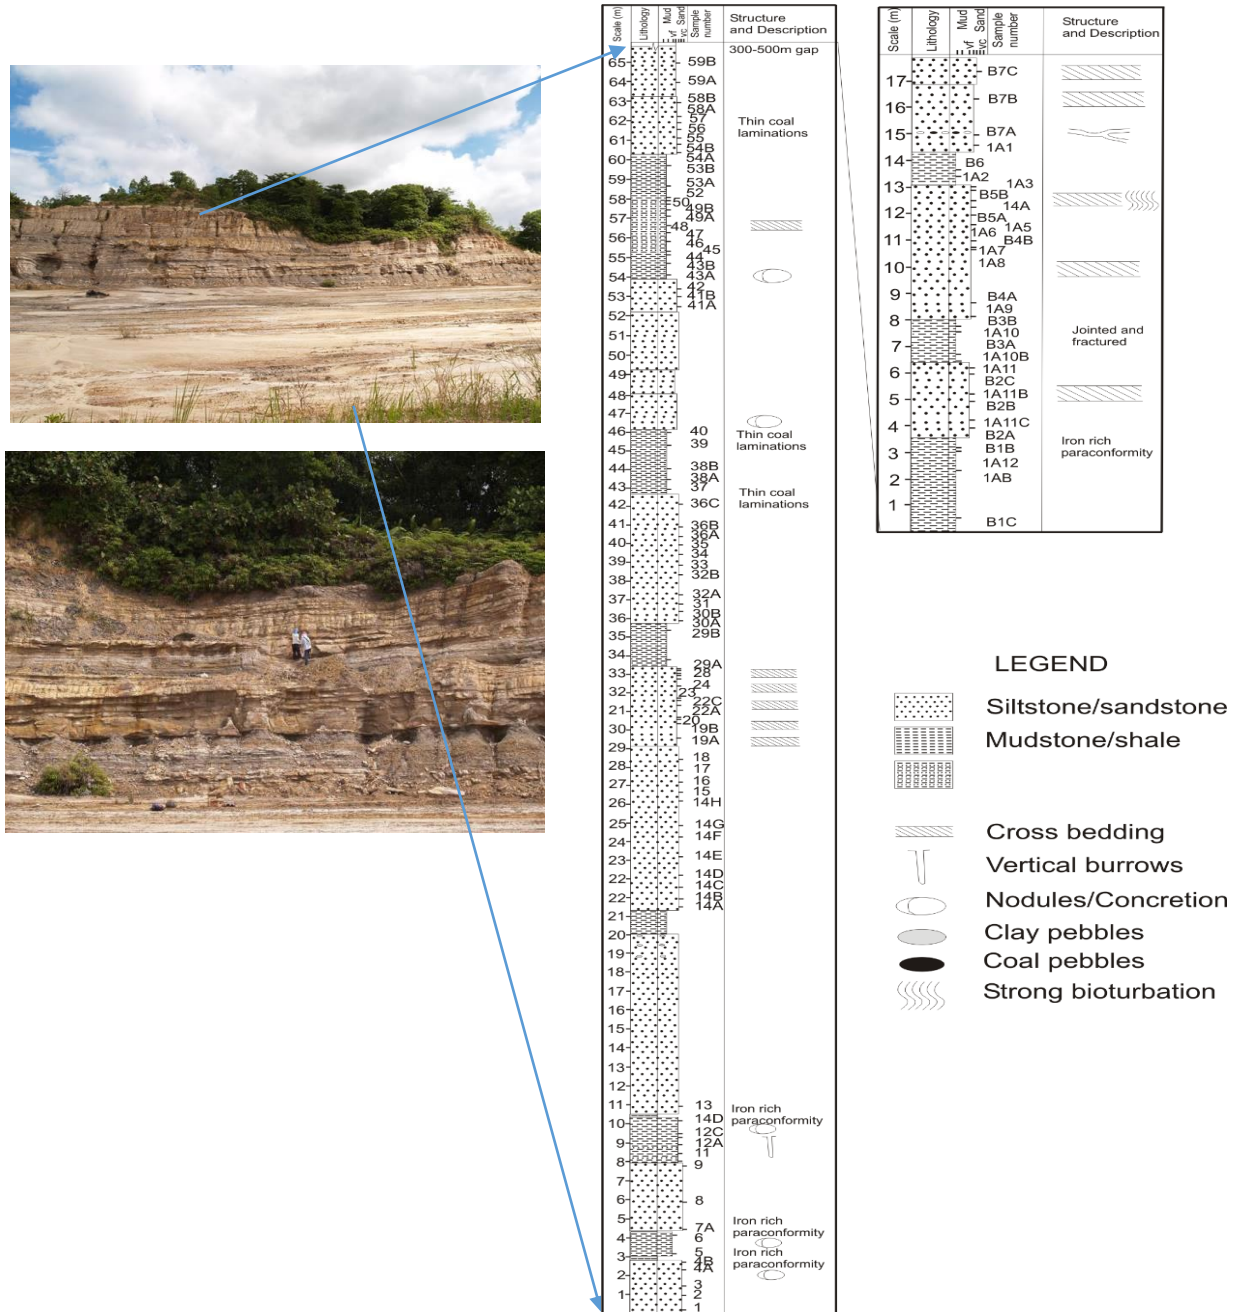 Scale (m)
Lithology
Mud
vf
Sand
vc
Sample number
Structure
and Description
300-500m gap
65
59B
64
59A
63
58B
58A
62
57
Thin coal
laminations
56
61
55
54B
60
54A
53B
59
53A
52
58
50
49B
57
49A
48
47
56
46
45
55
44
43B
54
43A
42
53
41B
41A
52
51
50
49
48
47
46
40
Thin coal
laminations
39
45
44
38B
38A
43
37
Thin coal
laminations
42
36C
41
36B
36A
40
35
34
39
33
38
32B
37
32A
31
36
30B
30A
35
29B
34
29A
33
28
24
32
23
22C
21
22A
20
30
19B
19A
29
18
28
17
27
16
15
26
14H
25
14G
14F
24
23
14E
14D
22
14C
22
14B
14A
21
20
19
18
17
16
15
14
13
12
11
13
Iron rich
paraconformity
10
14D
12C
9
12A
11
8
9
7
6
8
5
7A
Iron rich
paraconformity
4
6
5
Iron rich
paraconformity
3
4B
4A
2
3
1
2
1
Scale (m)
Lithology
Mud
vf
Sand
vc
Sample
number
Structure
and Description
17
B7C
B7B
16
15
B7A
1A1
14
B6
1A2
13
1A3
B5B
12
14A
B5A
1A5
1A6
11
B4B
1A7
1A8
10
9
B4A
1A9
8
B3B
1A10
Jointed and
fractured
7
B3A
1A10B
6
1A11
B2C
5
1A11B
B2B
4
1A11C
B2A
3
B1B
Iron rich
paraconformity
1A12
2
1AB
1
B1C
LEGEND
Siltstone/sandstone
Mudstone/shale
Cross bedding
Vertical burrows
Nodules/Concretion
Clay pebbles
Coal pebbles
Strong bioturbation